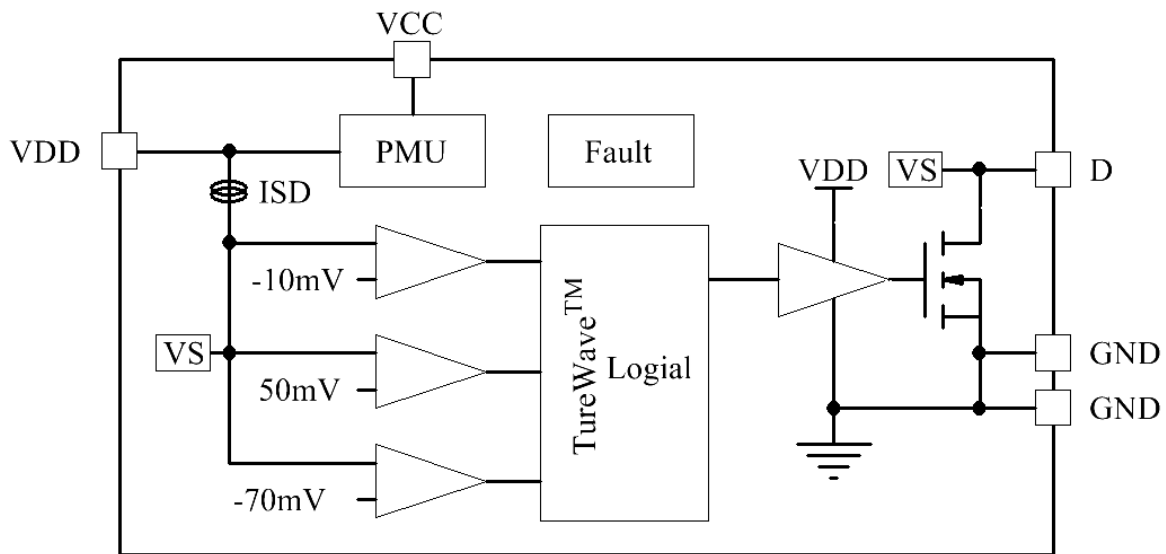 VCC
VDD
PMU
Fault
VDD
VS
D
ISD
-10mV
VS
50mV
-70mV
TureWave™
Logial
GND
GND